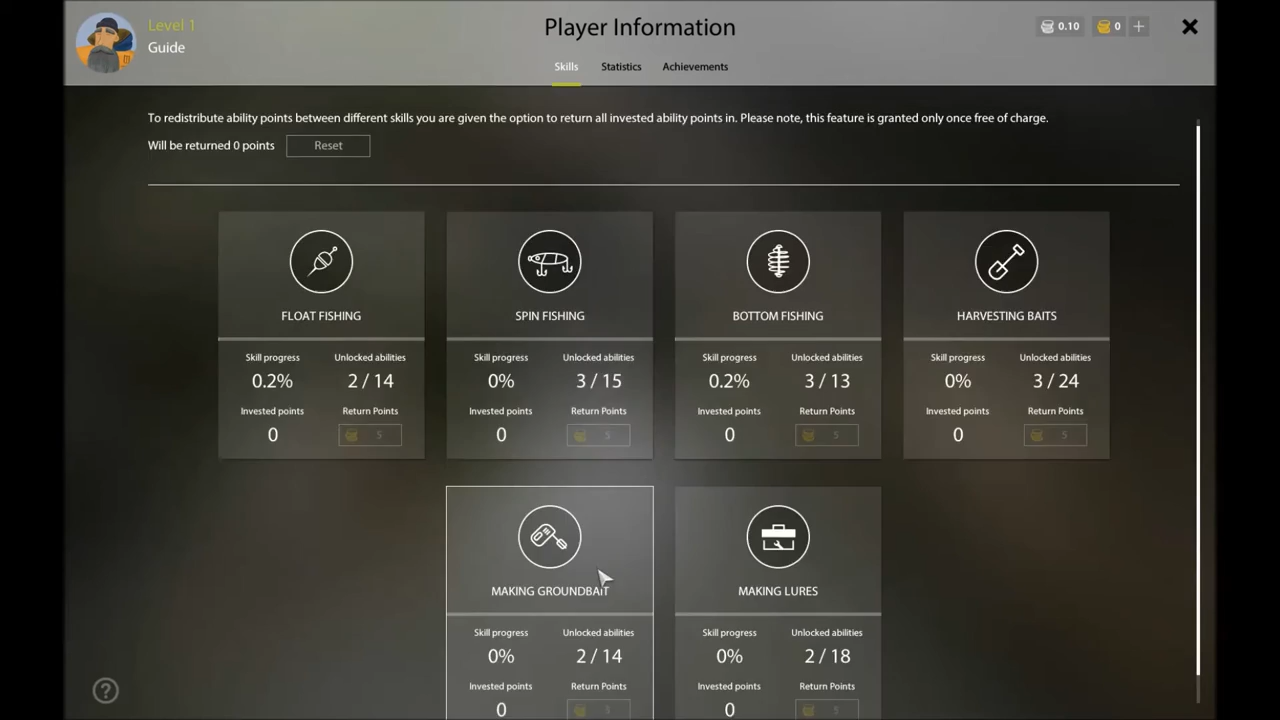 Level 1
Guide
Player Information
0.10
0
+
Skills
Statistics
Achievements
To redistribute ability points between different skills you are given the option to return all invested ability points in. Please note, this feature is granted only once free of charge.
Will be returned 0 points
Reset
FLOAT FISHING
SPIN FISHING
BOTTOM FISHING
HARVESTING BAITS
Skill progress Unlocked abilities
0.2% 2 / 14
Invested points Return Points
0 5
Skill progress Unlocked abilities
0% 3 / 15
Invested points Return Points
0 5
Skill progress Unlocked abilities
0.2% 3 / 13
Invested points Return Points
0 5
Skill progress Unlocked abilities
0% 3 / 24
Invested points Return Points
0 5
MAKING GROUNDBAIT
MAKING LURES
Skill progress Unlocked abilities
0% 2 / 14
Invested points Return Points
0 5
Skill progress Unlocked abilities
0% 2 / 18
Invested points Return Points
0 5
?